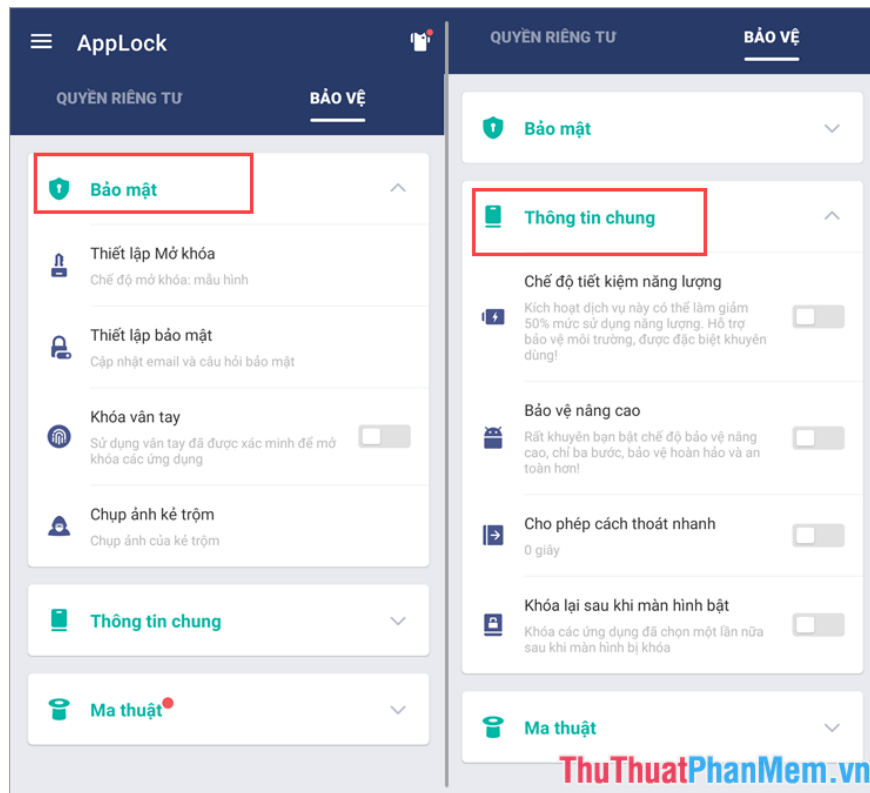 AppLock
QUYỀN RIÊNG TƯ
BẢO VỆ
Bảo mật
Thiết lập Mở khóa
Chế độ mở khóa: mẫu hình
Thiết lập bảo mật
Cập nhật email và câu hỏi bảo mật
Khóa vân tay
Sử dụng vân tay đã được xác minh để mở
khóa các ứng dụng
Chụp ảnh kẻ trộm
Chụp ảnh của kẻ trộm
Thông tin chung
Ma thuật
QUYỀN RIÊNG TƯ
BẢO VỆ
Bảo mật
Thông tin chung
Chế độ tiết kiệm năng lượng
Kích hoạt dịch vụ này có thể làm giảm
50% mức sử dụng năng lượng. Hỗ trợ
bảo vệ môi trường, được đặc biệt khuyên
dùng!
Bảo vệ nâng cao
Rất khuyên bạn bật chế độ bảo vệ nâng
cao, chỉ ba bước, bảo vệ hoàn hảo và an
toàn hơn!
Cho phép cách thoát nhanh
0 giây
Khóa lại sau khi màn hình bật
Khóa các ứng dụng đã chọn một lần nữa
sau khi màn hình bị khóa
Ma thuật
ThuThuatPhanMem.vn